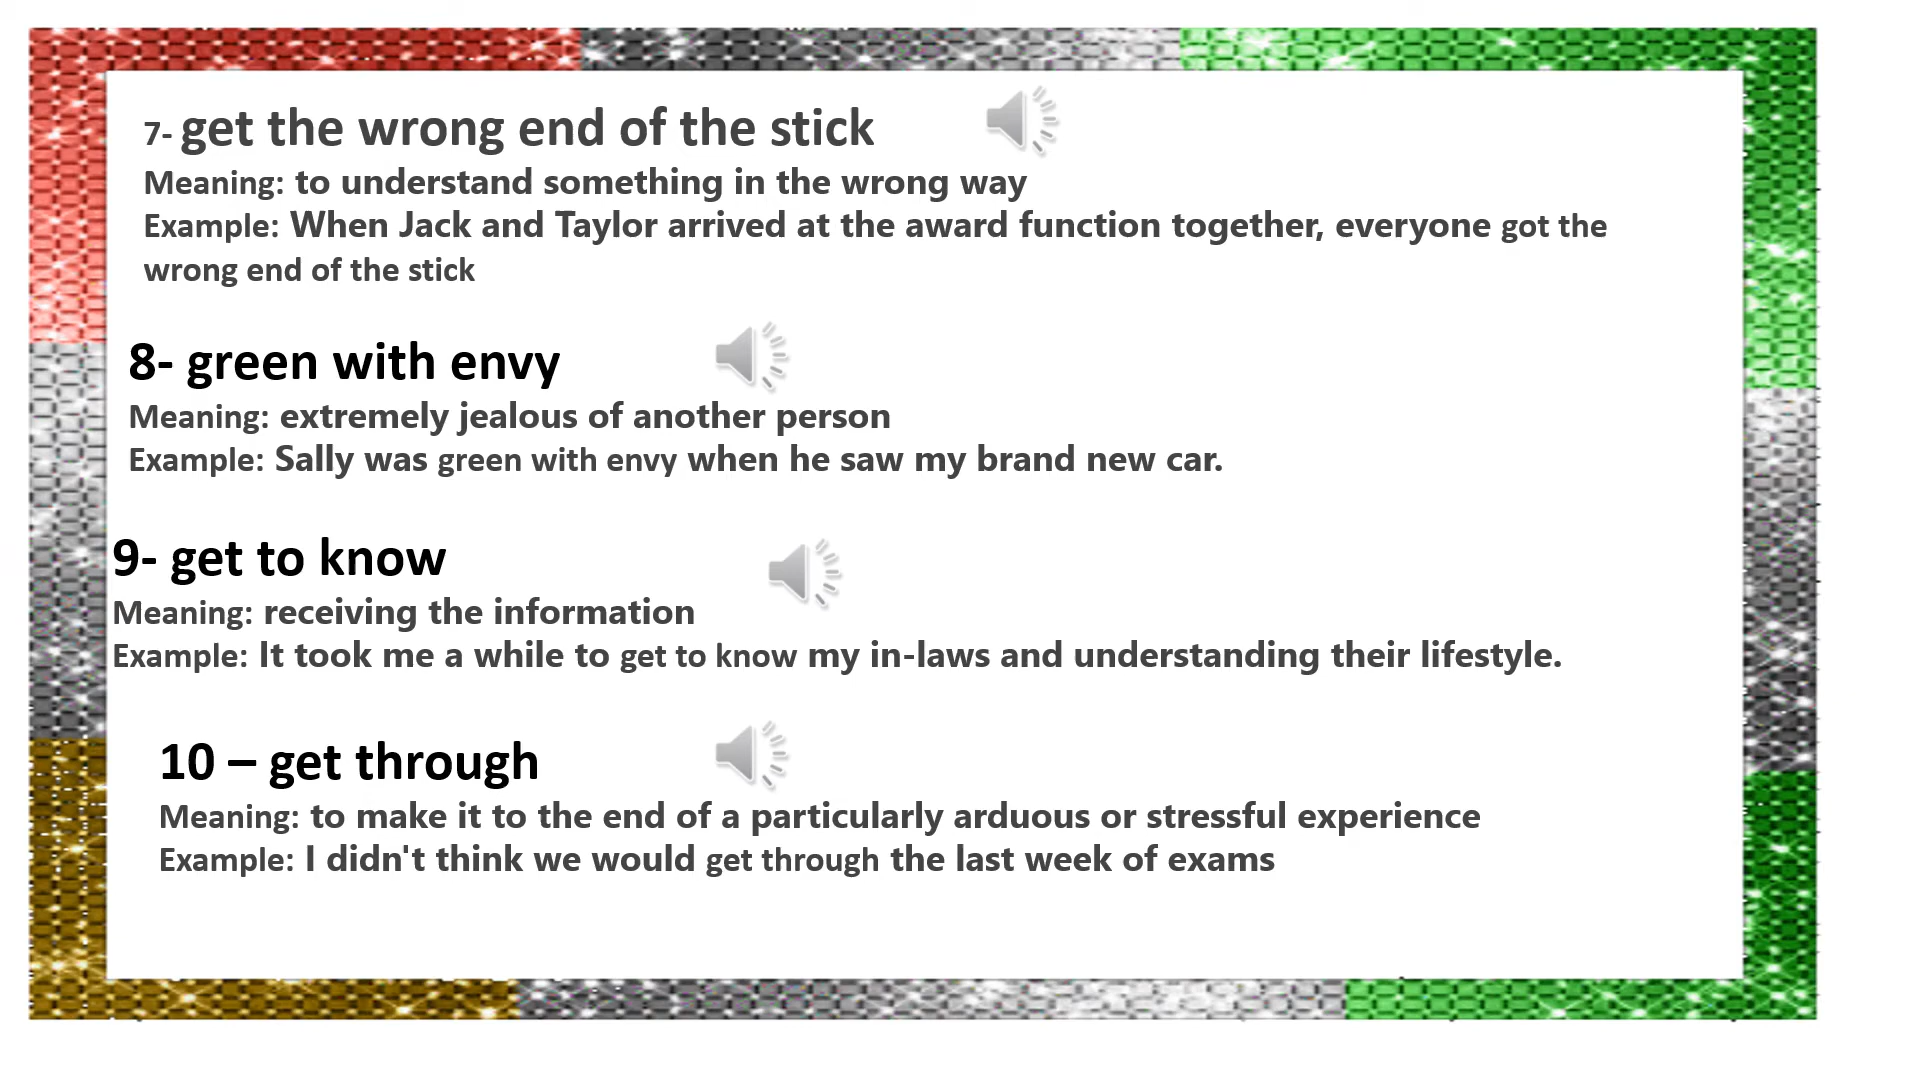 7- get the wrong end of the stick
Meaning: to understand something in the wrong way
Example: When Jack and Taylor arrived at the award function together, everyone got the
wrong end of the stick
8- green with envy
Meaning: extremely jealous of another person
Example: Sally was green with envy when he saw my brand new car.
9- get to know
Meaning: receiving the information
Example: It took me a while to get to know my in-laws and understanding their lifestyle.
10 – get through
Meaning: to make it to the end of a particularly arduous or stressful experience
Example: I didn't think we would get through the last week of exams